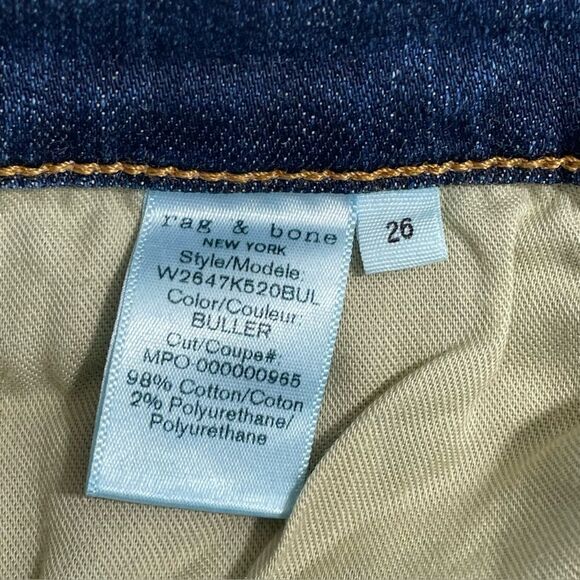 rag & bone
NEW YORK
Style/Modele
W2647K520BUL
Color/Couleur:
BULLER
Cut/Coupe#:
MPO-000000965
98% Cotton/Coton
2% Polyurethane/
Polyurethane
26